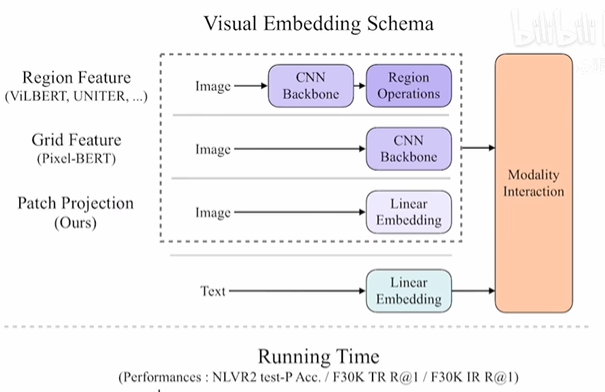 Visual Embedding Schema
bilibili
Region Feature
(ViLBERT, UNITER, ...)
Image
CNN
Backbone
Region
Operations
Grid Feature
(Pixel-BERT)
Image
CNN
Backbone
Modality
Interaction
Patch Projection
(Ours)
Image
Linear
Embedding
Text
Linear
Embedding
Running Time
(Performances : NLVR2 test-P Acc. / F30K TR R@1 / F30K IR R@1)